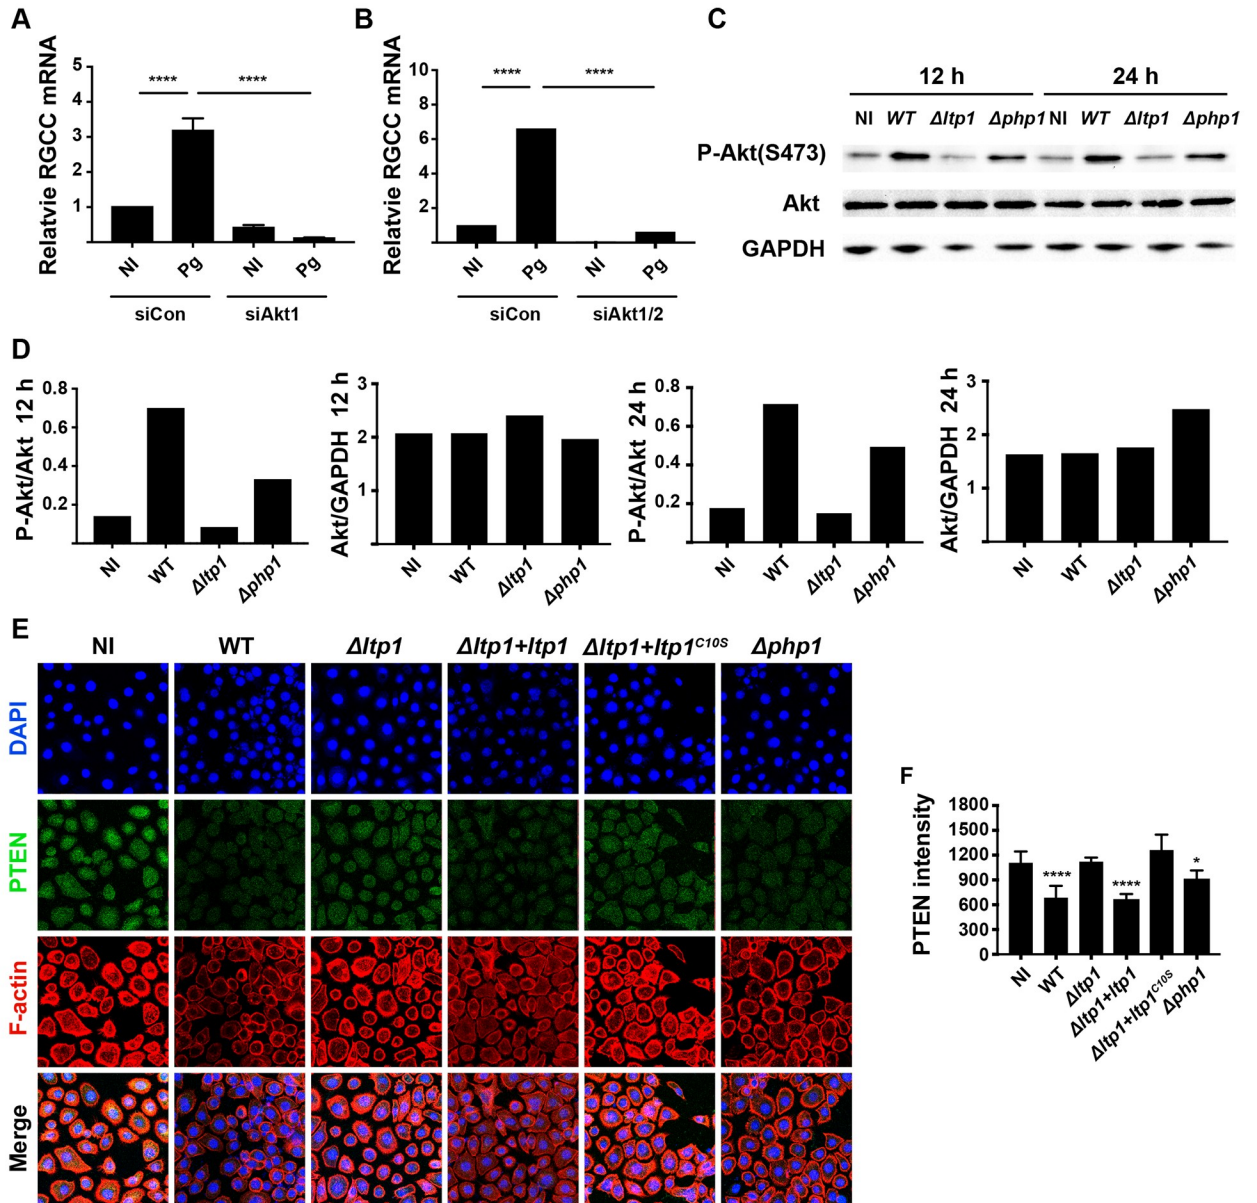 A
Relatvie RGCC mRNA
5
4
3
2
1
****
****
NI
Pg
NI
Pg
siCon
siAkt1
B
Relatvie RGCC mRNA
10
8
6
4
2
****
****
NI
Pg
NI
Pg
siCon
siAkt1/2
C
12 h
24 h
NI WT Δltp1 Δphp1 NI WT Δltp1 Δphp1
P-Akt(S473)
Akt
GAPDH
D
P-Akt/Akt 12 h
0.8
0.6
0.4
0.2
NI
WT
Δltp1
Δphp1
Akt/GAPDH 12 h
3
2
1
NI
WT
Δltp1
Δphp1
P-Akt/Akt 24 h
0.8
0.6
0.4
0.2
NI
WT
Δltp1
Δphp1
Akt/GAPDH 24 h
3
2
1
NI
WT
Δltp1
Δphp1
E
NI WT Δltp1 Δltp1+ltp1 Δltp1+ltp1C10S Δphp1
DAPI
PTEN
F-actin
Merge
F
PTEN intensity
1800
1500
1200
900
600
300
0
****
****
*
NI
WT
Δltp1
Δltp1+ltp1
Δltp1+ltp1C10S
Δphp1